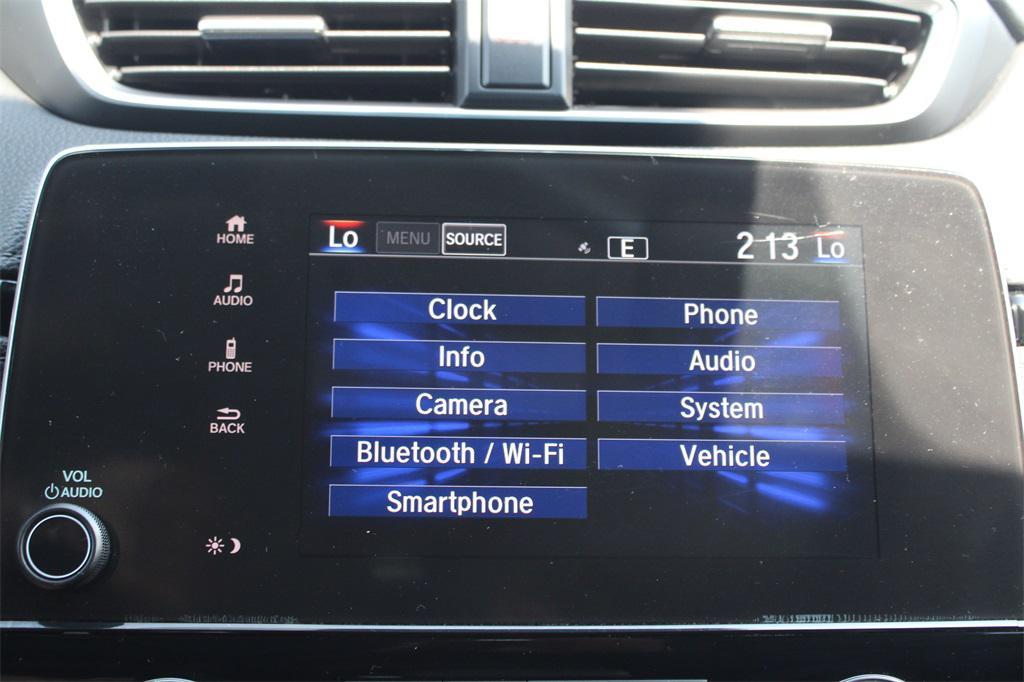 Lo MENU SOURCE E 2 13 Lo
HOME
AUDIO
PHONE
BACK
VOL
AUDIO
Clock Phone
Info Audio
Camera System
Bluetooth / Wi-Fi Vehicle
Smartphone